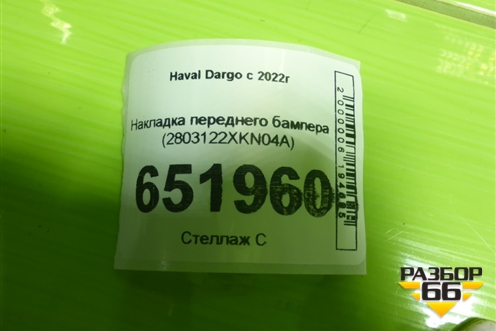 Haval Dargo с 2022г
Накладка переднего бампера
(2803122XKN04A)
651960
Стеллаж С
РАЗБОР
66